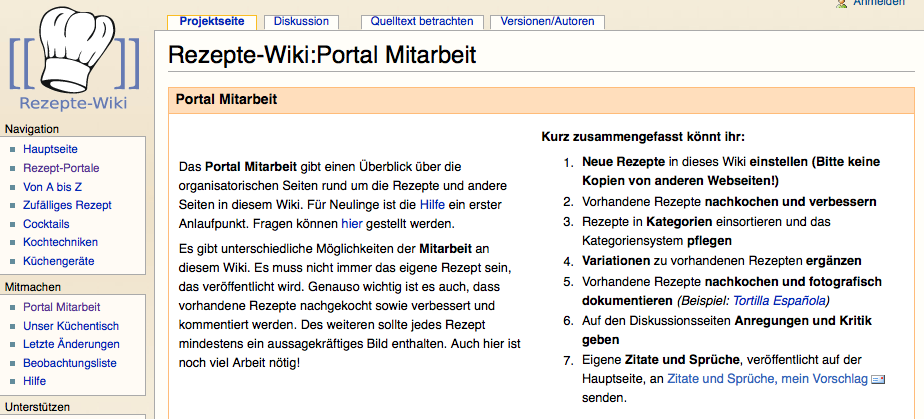 Anmelden
Projektseite
Diskussion
Quelltext betrachten
Versionen/Autoren
[[ ]]
Rezepte-Wiki
Rezepte-Wiki:Portal Mitarbeit
Navigation
Hauptseite
Rezept-Portale
Von A bis Z
Zufälliges Rezept
Cocktails
Kochtechniken
Küchengeräte
Mitmachen
Portal Mitarbeit
Unser Küchentisch
Letzte Änderungen
Beobachtungsliste
Hilfe
Unterstützen
Portal Mitarbeit
Das Portal Mitarbeit gibt einen Überblick über die
organisatorischen Seiten rund um die Rezepte und andere
Seiten in diesem Wiki. Für Neulinge ist die Hilfe ein erster
Anlaufpunkt. Fragen können hier gestellt werden.
Es gibt unterschiedliche Möglichkeiten der Mitarbeit an
diesem Wiki. Es muss nicht immer das eigene Rezept sein,
das veröffentlicht wird. Genauso wichtig ist es auch, dass
vorhandene Rezepte nachgekocht sowie verbessert und
kommentiert werden. Des weiteren sollte jedes Rezept
mindestens ein aussagekräftiges Bild enthalten. Auch hier ist
noch viel Arbeit nötig!
Kurz zusammengefasst könnt ihr:
1. Neue Rezepte in dieses Wiki einstellen (Bitte keine
Kopien von anderen Webseiten!)
2. Vorhandene Rezepte nachkochen und verbessern
3. Rezepte in Kategorien einsortieren und das
Kategoriensystem pflegen
4. Variationen zu vorhandenen Rezepten ergänzen
5. Vorhandene Rezepte nachkochen und fotografisch
dokumentieren (Beispiel: Tortilla Española)
6. Auf den Diskussionsseiten Anregungen und Kritik
geben
7. Eigene Zitate und Sprüche, veröffentlicht auf der
Hauptseite, an Zitate und Sprüche, mein Vorschlag
senden.